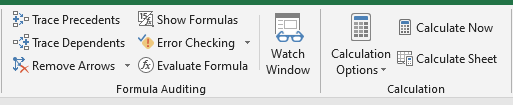 Trace Precedents
Show Formulas
Trace Dependents
Error Checking
Remove Arrows
Evaluate Formula
Watch
Window
Formula Auditing
Calculation
Options
Calculate Now
Calculate Sheet
Calculation